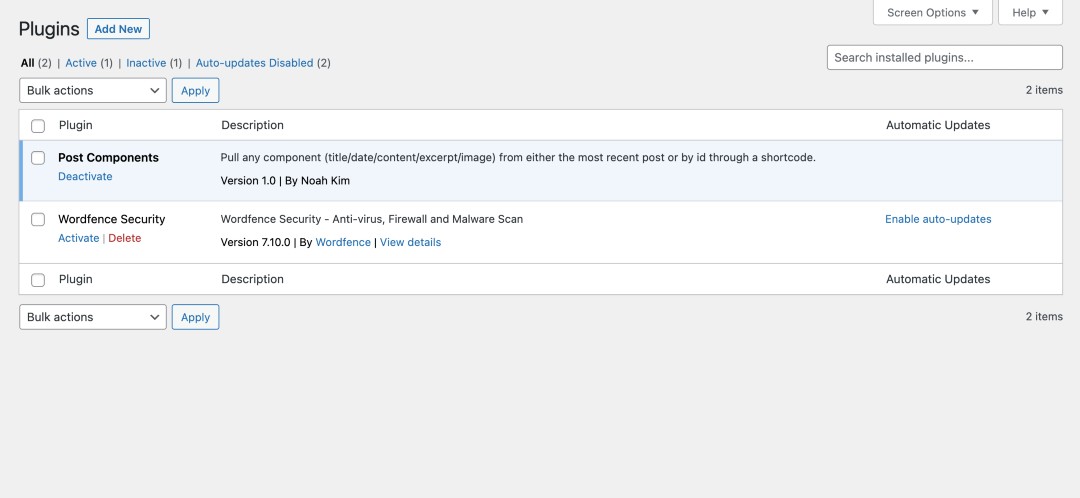 Screen Options ▼ Help ▼
Plugins Add New
All (2) | Active (1) | Inactive (1) | Auto-updates Disabled (2)
Search installed plugins...
Bulk actions Apply 2 items
Plugin Description Automatic Updates
Post Components Pull any component (title/date/content/excerpt/image) from either the most recent post or by id through a shortcode.
Deactivate Version 1.0 | By Noah Kim
Wordfence Security Wordfence Security - Anti-virus, Firewall and Malware Scan Enable auto-updates
Activate | Delete Version 7.10.0 | By Wordfence | View details
Plugin Description Automatic Updates
Bulk actions Apply 2 items